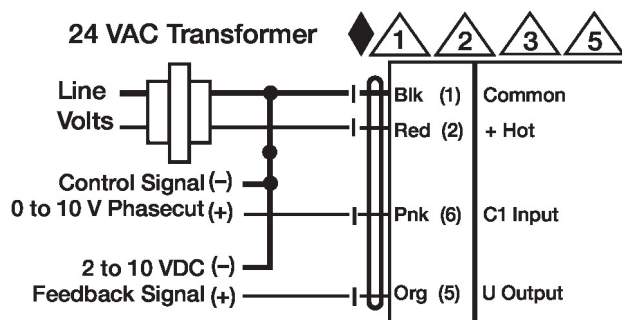 24 VAC Transformer 1 2 3 5
Line Blk (1) Common
Volts Red (2) + Hot
Control Signal (-)
0 to 10 V Phasecut (+) Pnk (6) C1 Input
2 to 10 VDC (-)
Feedback Signal (+) Org (5) U Output